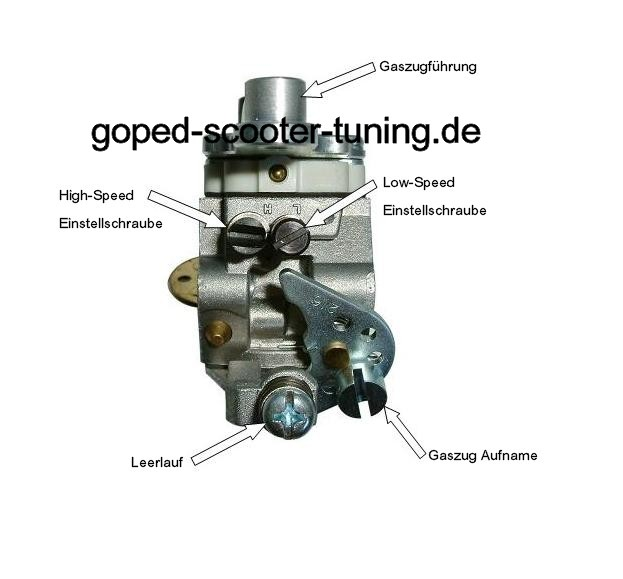 Gaszugführung
goped-scooter-tuning.de
High-Speed
Einstellschraube
Low-Speed
Einstellschraube
H L
Leerlauf
Gaszug Aufname